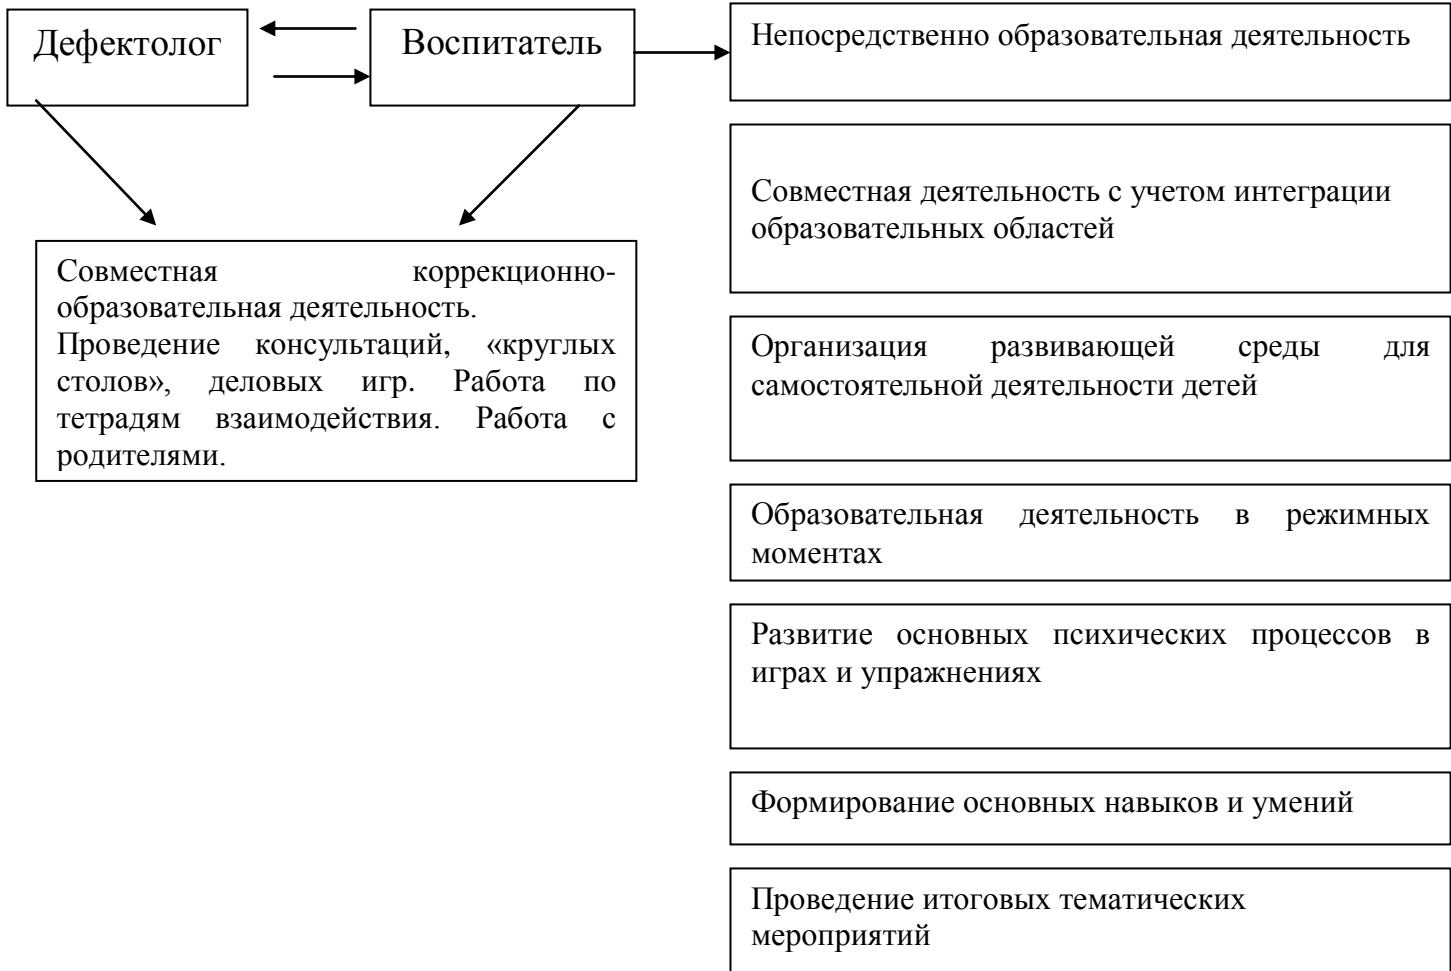 Дефектолог
Воспитатель
Непосредственно образовательная деятельность
Совместная деятельность с учетом интеграции
образовательных областей
Совместная коррекционно-
образовательная деятельность.
Проведение консультаций, «круглых
столов», деловых игр. Работа по
тетрадям взаимодействия. Работа с
родителями.
Организация развивающей среды для
самостоятельной деятельности детей
Образовательная деятельность в режимных
моментах
Развитие основных психических процессов в
играх и упражнениях
Формирование основных навыков и умений
Проведение итоговых тематических
мероприятий